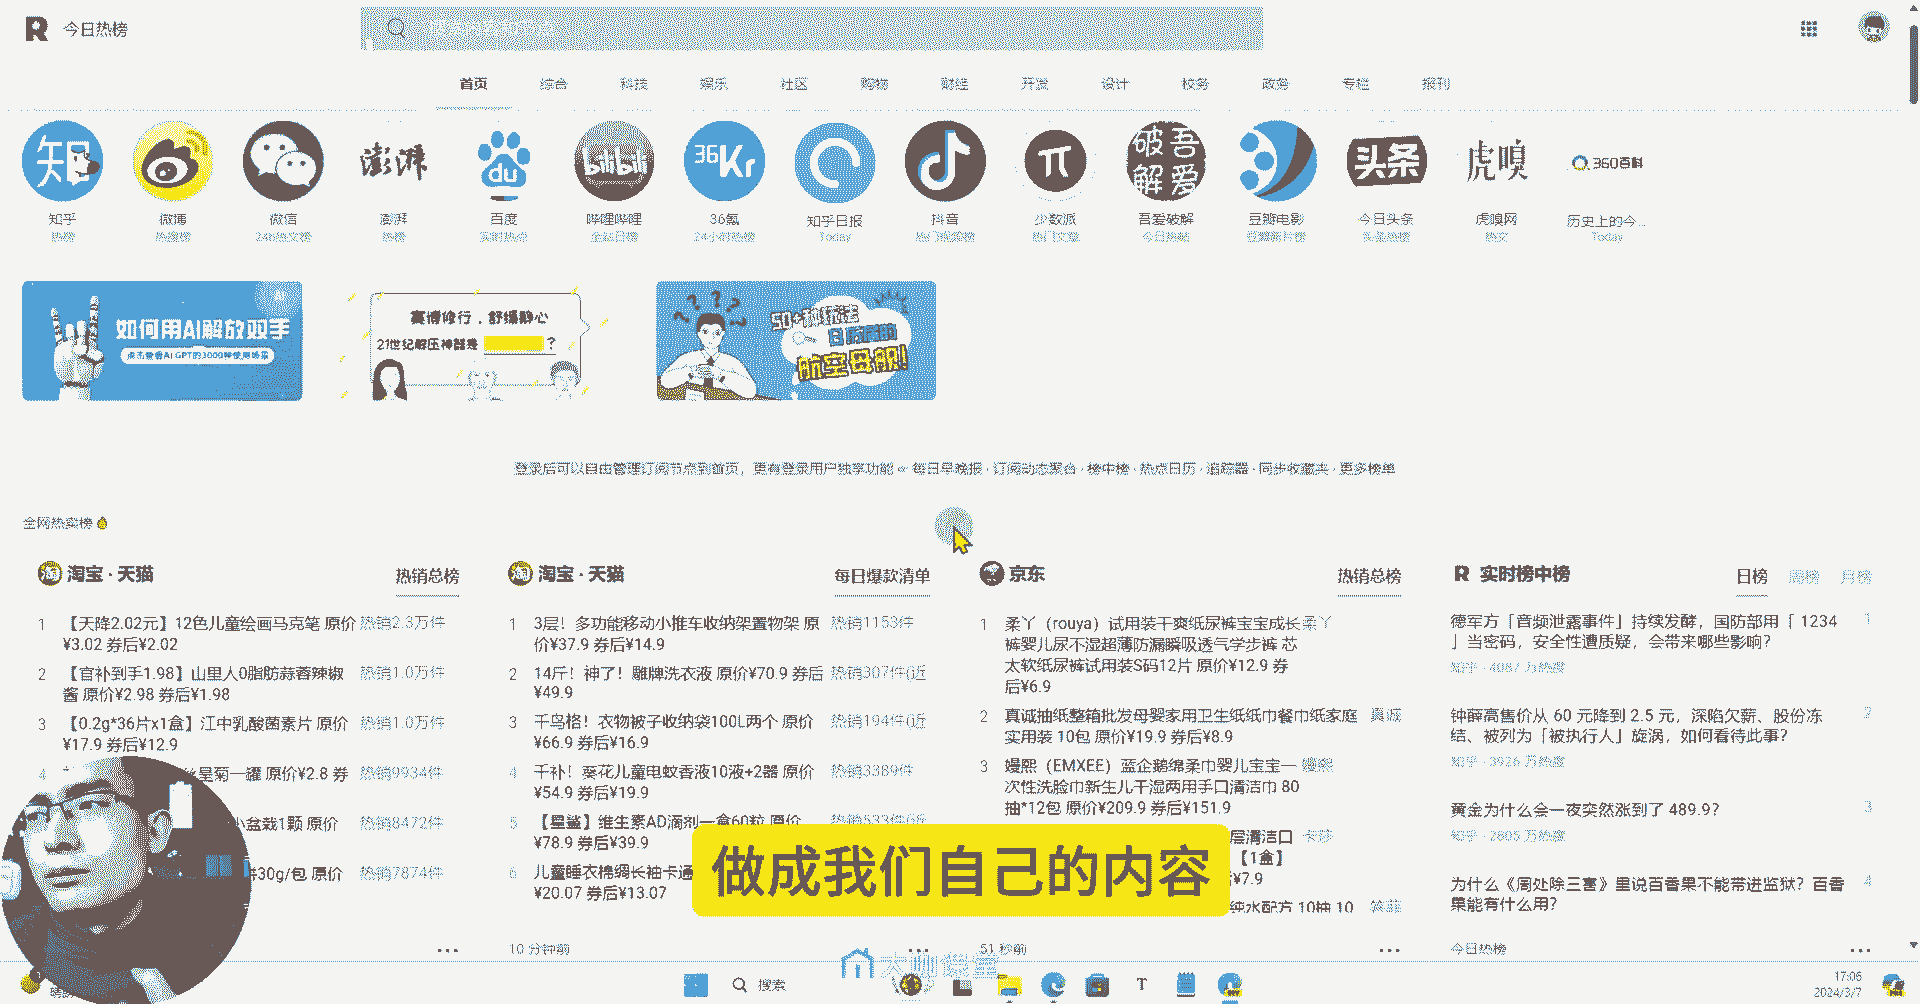 R 今日热榜
首页 综合 科技 娱乐 社区 购物 财经 开发 设计 校务 政务 专栏 报刊
知 澎湃 du bilibili 36Kr π 吾爱破解 头条 虎嗅 360百科
知乎 微博 微信 澎湃 百度 哔哩哔哩 36氪 知乎日报 抖音 少数派 吾爱破解 豆瓣电影 今日头条 虎嗅网 历史上的今...
热榜 热搜榜 24h热文榜 热榜 实时热点 全站日榜 24小时热榜 Today 今日热帖 头条热榜 热文 Today
如何用AI解放双手
点击查看AI GPT的3000种使用场景
赛博修行，舒缓静心
21世纪解压神器是 ？
航空母舰!
登录后可以自由管理订阅节点到首页，更有登录用户独享功能 每日早晚报 · 订阅动态聚合 · 榜中榜 · 热点日历 · 追踪器 · 同步收藏夹 · 更多榜单
全网热卖榜
淘 淘宝 · 天猫 热销总榜
1 【天降2.02元】12色儿童绘画马克笔 原价 热销2.3万件
¥3.02 券后¥2.02
2 【官补到手1.98】山里人0脂肪蒜蓉辣椒 热销1.0万件
酱 原价¥2.98 券后¥1.98
3 【0.2g*36片x1盒】江中乳酸菌素片 原价 热销1.0万件
¥17.9 券后¥12.9
4 皇菊一罐 原价¥2.8 券 热销9934件
小盆栽1颗 原价 热销8472件
30g/包 原价 热销7874件
淘 淘宝 · 天猫 每日爆款清单
1 3层！多功能移动小推车收纳架置物架 原 热销1153件
价¥37.9 券后¥14.9
2 14斤！神了！雕牌洗衣液 原价¥70.9 券后 热销307件(近
¥49.9
3 千鸟格！衣物被子收纳袋100L两个 原价 热销194件(近
¥66.9 券后¥16.9
4 千补！葵花儿童电蚊香液10液+2器 原价 热销3389件
¥54.9 券后¥19.9
5 【星鲨】维生素AD滴剂一盒60粒 原价 热销533件(近
¥78.9 券后¥39.9
6 儿童睡衣棉绸长袖卡通
¥20.07 券后¥13.07
10 分钟前
京东 热销总榜
1 柔丫（rouya）试用装干爽纸尿裤宝宝成长 柔丫
裤婴儿尿不湿超薄防漏瞬吸透气学步裤 芯
太软纸尿裤试用装S码12片 原价¥12.9 券
后¥6.9
2 真诚抽纸整箱批发母婴家用卫生纸纸巾餐巾纸家庭 真诚
实用装 10包 原价¥19.9 券后¥8.9
3 嫚熙（EMXEE）蓝企鹅绵柔巾婴儿宝宝一 嫚熙
次性洗脸巾新生儿干湿两用手口清洁巾 80
抽*12包 原价¥209.9 券后¥151.9
层清洁口
【1盒】
¥7.9
纯水配方 10抽 10
51 秒前
R 实时榜中榜 日榜 周榜 月榜
德军方「音频泄露事件」持续发酵，国防部用「 1234 1
」当密码，安全性遭质疑，会带来哪些影响？
知乎 · 4087 万热度
钟薛高售价从 60 元降到 2.5 元，深陷欠薪、股份冻 2
结、被列为「被执行人」旋涡，如何看待此事？
知乎 · 3926 万热度
黄金为什么会一夜突然涨到了 489.9？ 3
知乎 · 2805 万热度
为什么《周处除三害》里说百香果不能带进监狱？百香 4
果能有什么用？
今日热榜
做成我们自己的内容
搜索
17:06
2024/3/7